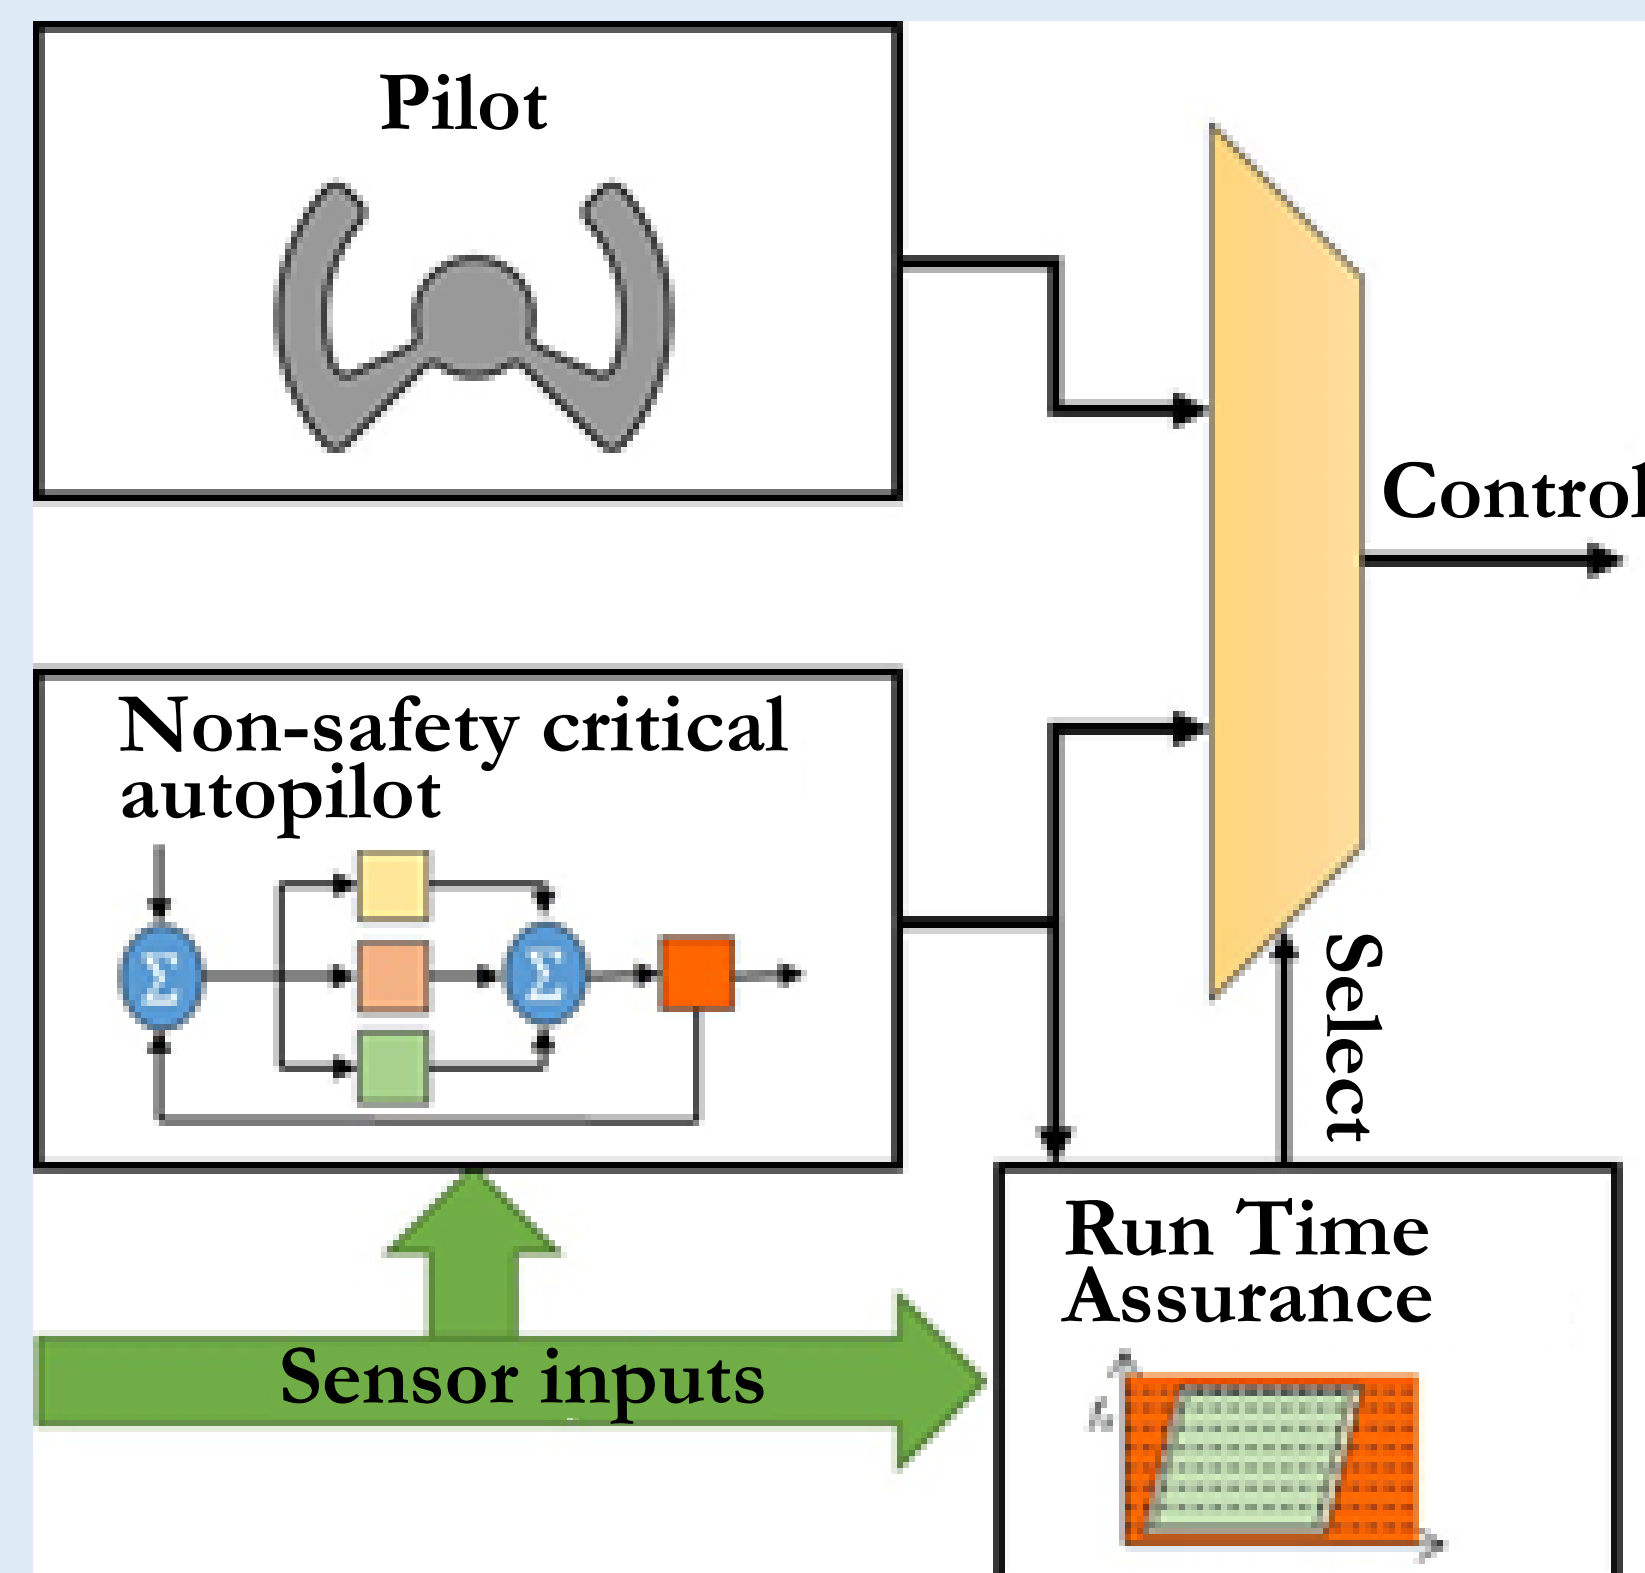 Pilot
Control
Non-safety critical
autopilot
Σ
Σ
Select
Run Time
Assurance
Sensor inputs